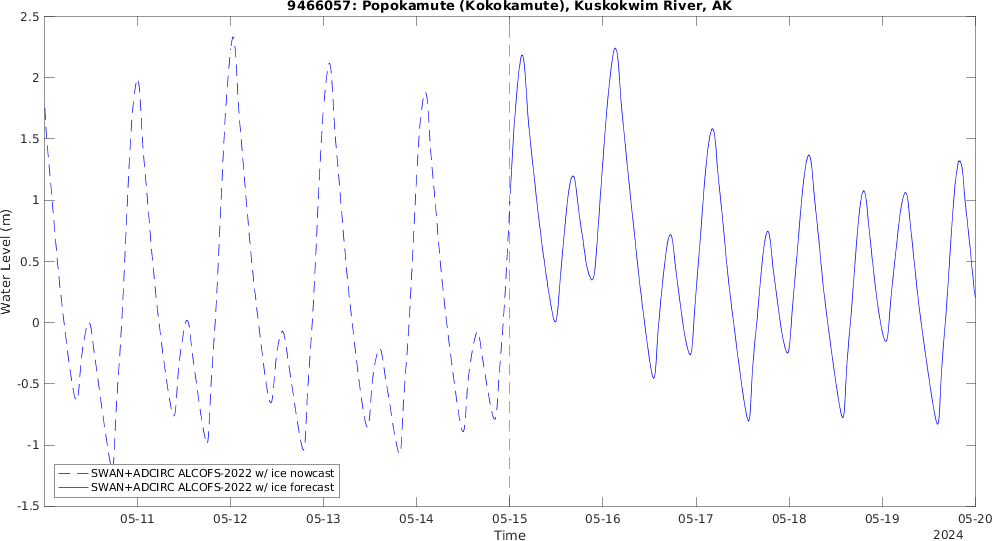 9466057: Popokamute (Kokokamute), Kuskokwim River, AK
2.5
2
1.5
1
0.5
0
-0.5
-1
-1.5
Water Level (m)
SWAN+ADCIRC ALCOFS-2022 w/ ice nowcast
SWAN+ADCIRC ALCOFS-2022 w/ ice forecast
05-11 05-12 05-13 05-14 05-15 05-16 05-17 05-18 05-19 05-20
Time
2024